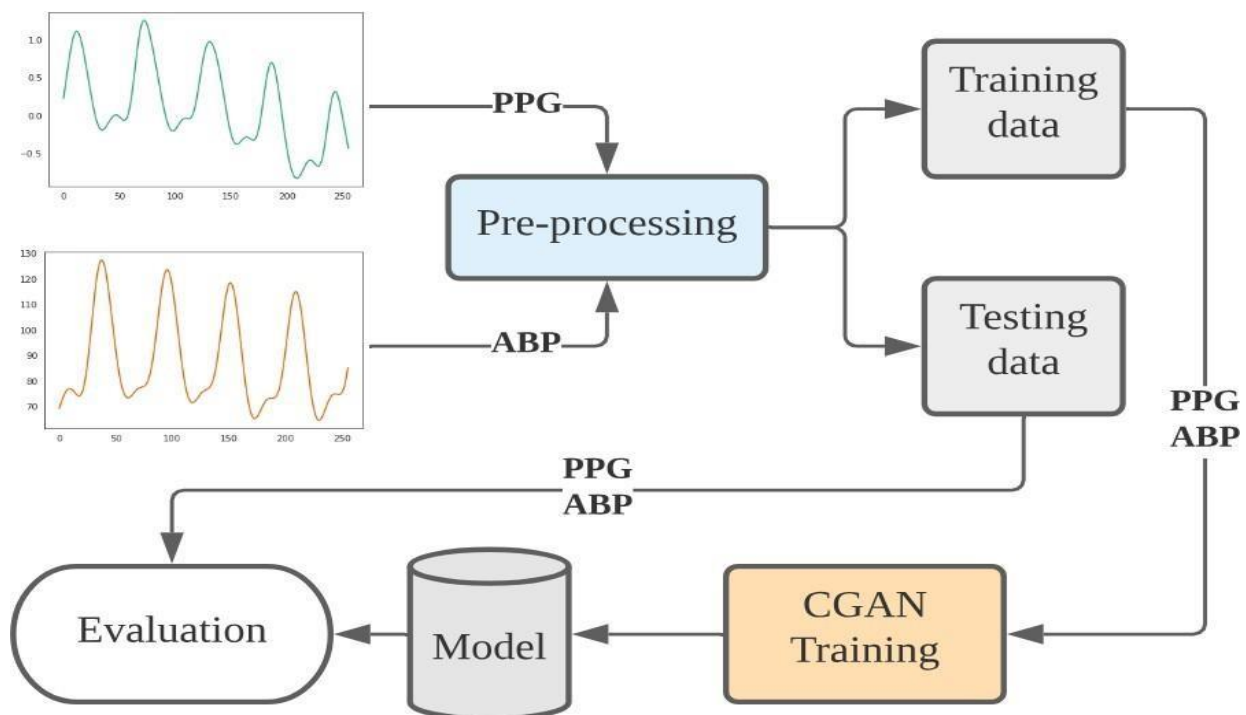 1.0
0.5
0.0
−0.5
0 50 100 150 200 250
PPG
Training
data
Pre-processing
130
120
110
100
90
80
70
0 50 100 150 200 250
ABP
Testing
data
PPG
ABP
PPG
ABP
Evaluation
Model
CGAN
Training